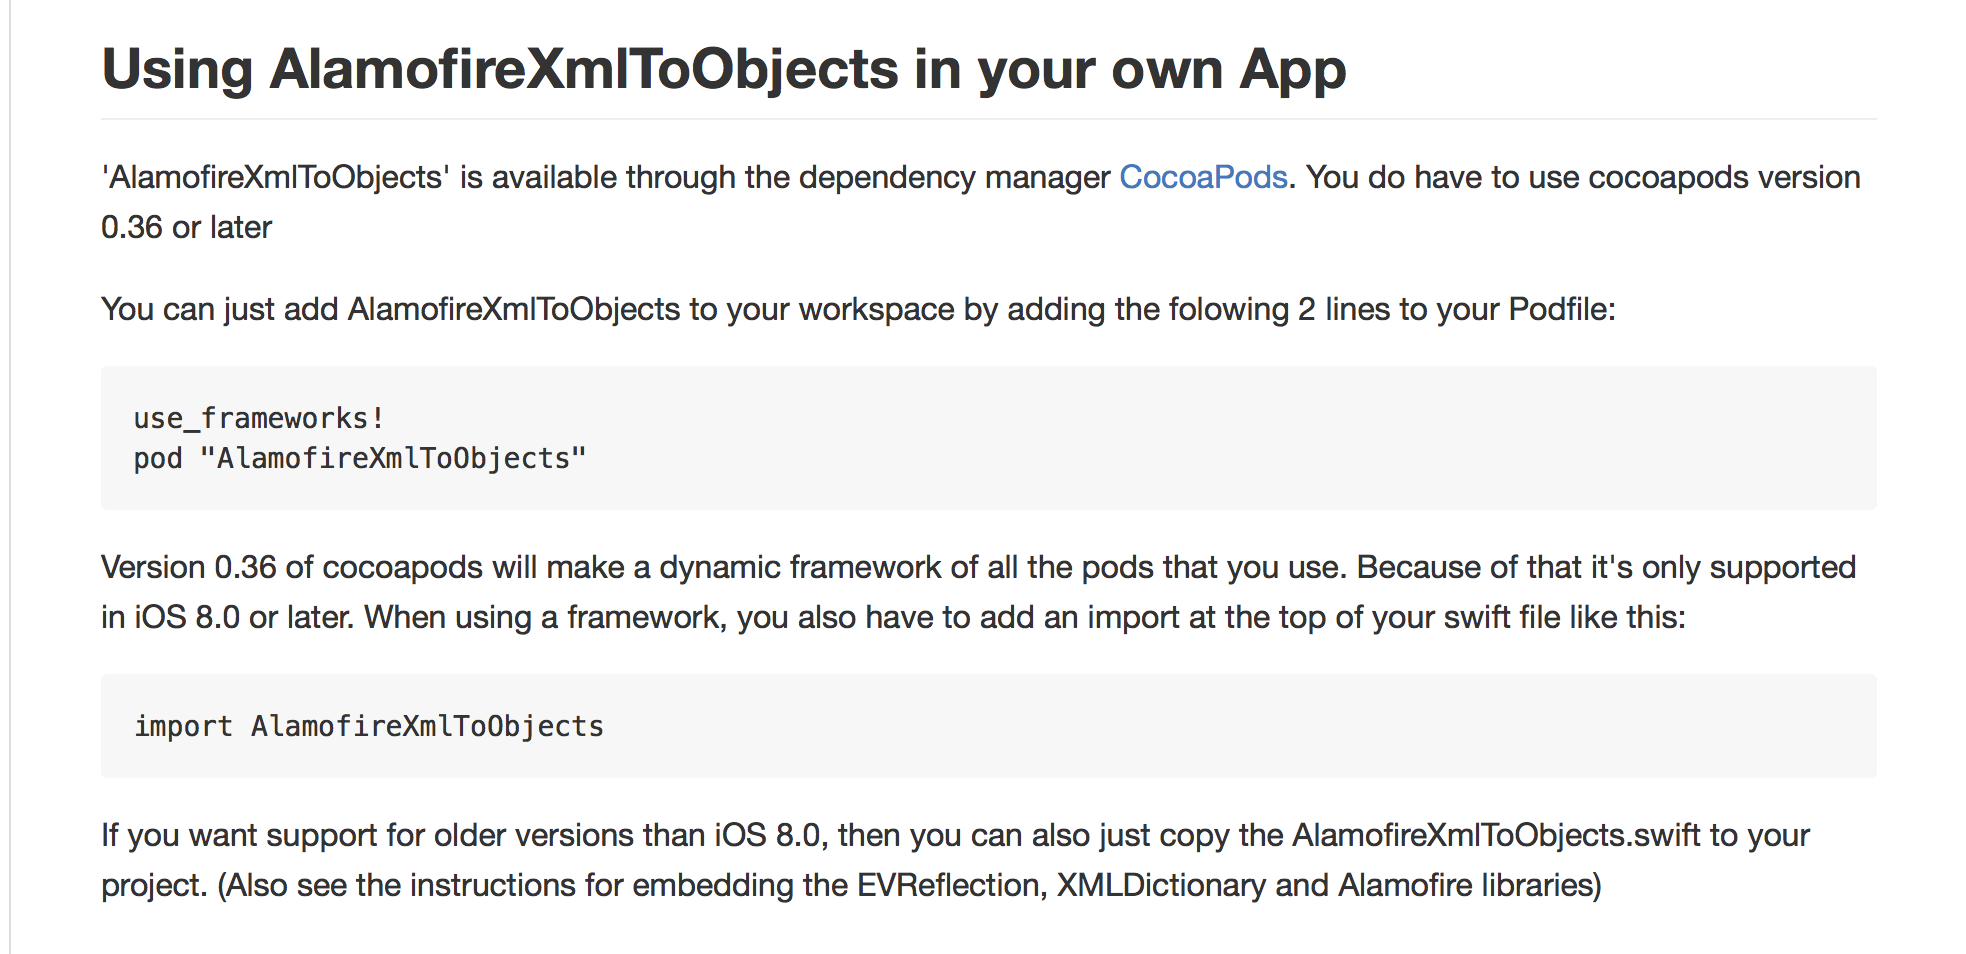 Using AlamofireXmlToObjects in your own App
'AlamofireXmlToObjects' is available through the dependency manager CocoaPods. You do have to use cocoapods version
0.36 or later
You can just add AlamofireXmlToObjects to your workspace by adding the folowing 2 lines to your Podfile:
use_frameworks!
pod "AlamofireXmlToObjects"
Version 0.36 of cocoapods will make a dynamic framework of all the pods that you use. Because of that it's only supported
in iOS 8.0 or later. When using a framework, you also have to add an import at the top of your swift file like this:
import AlamofireXmlToObjects
If you want support for older versions than iOS 8.0, then you can also just copy the AlamofireXmlToObjects.swift to your
project. (Also see the instructions for embedding the EVReflection, XMLDictionary and Alamofire libraries)